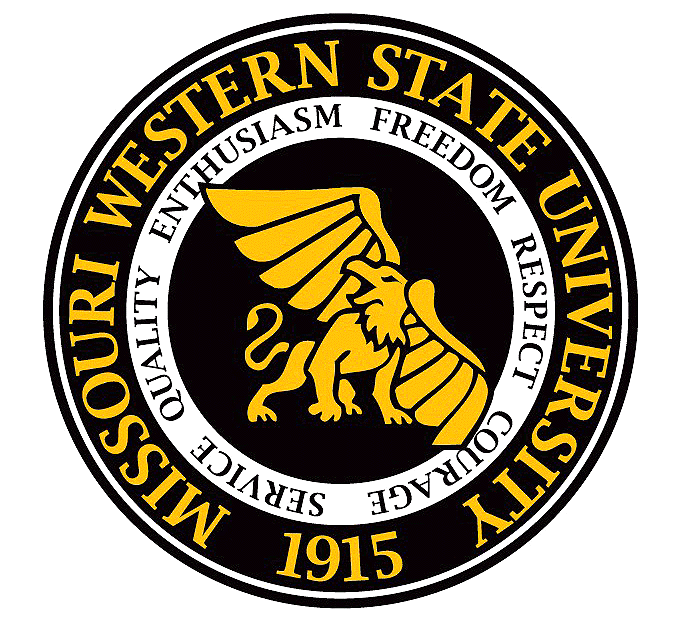 MISSOURI WESTERN STATE UNIVERSITY
1915
SERVICE QUALITY ENTHUSIASM FREEDOM RESPECT COURAGE